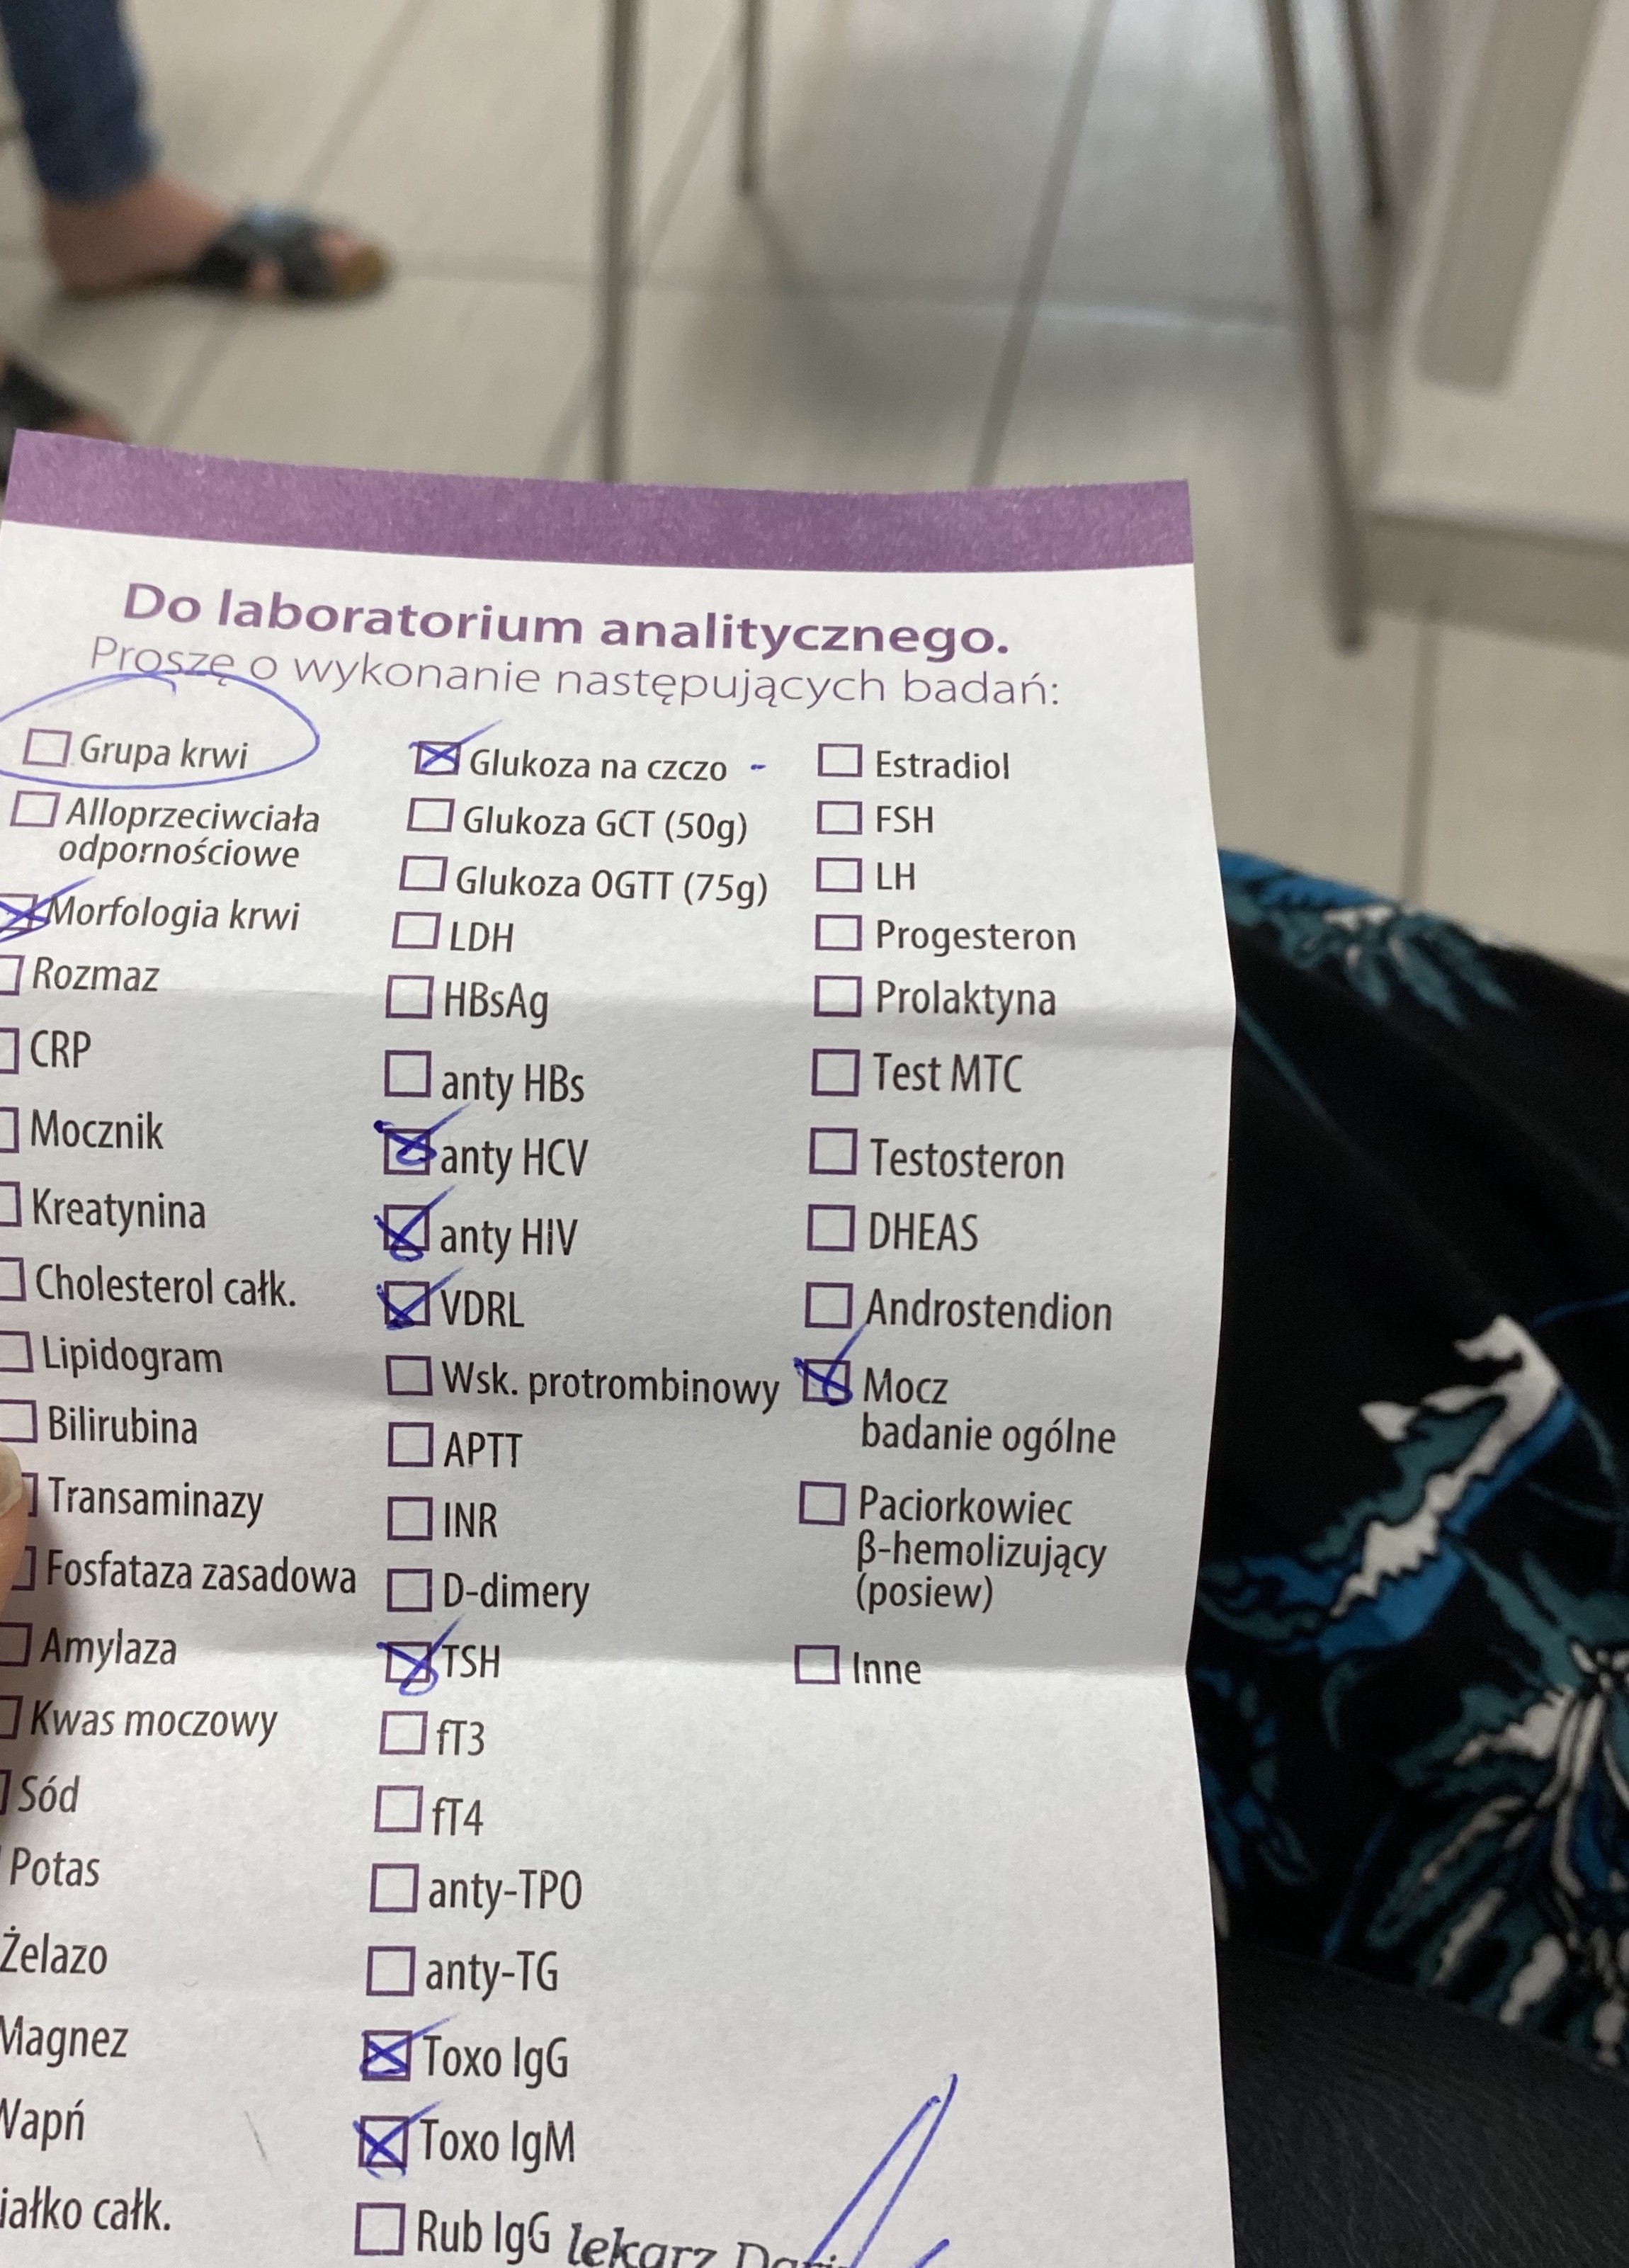 Do laboratorium analitycznego.
Proszę o wykonanie następujących badań:
Grupa krwi
Alloprzeciwciała
odpornościowe
Morfologia krwi
Rozmaz
CRP
Mocznik
Kreatynina
Cholesterol całk.
Lipidogram
Bilirubina
Transaminazy
Fosfataza zasadowa
Amylaza
Kwas moczowy
Sód
Potas
Żelazo
Magnez
Wapń
iałko całk.
Glukoza na czczo -
Glukoza GCT (50g)
Glukoza OGTT (75g)
LDH
HBsAg
anty HBs
anty HCV
anty HIV
VDRL
Wsk. protrombinowy
APTT
INR
D-dimery
TSH
fT3
fT4
anty-TPO
anty-TG
Toxo IgG
Toxo IgM
Rub IgG
lekarz
Estradiol
FSH
LH
Progesteron
Prolaktyna
Test MTC
Testosteron
DHEAS
Androstendion
Mocz
badanie ogólne
Paciorkowiec
β-hemolizujący
(posiew)
Inne